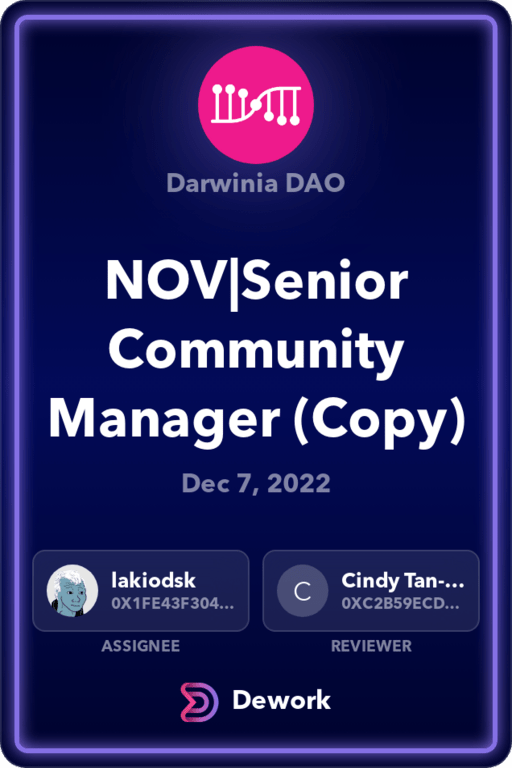 Darwinia DAO
NOV|Senior
Community
Manager (Copy)
Dec 7, 2022
lakiodsk
0X1FE43F304...
ASSIGNEE
Cindy Tan-...
0XC2B59ECD...
REVIEWER
C
Dework